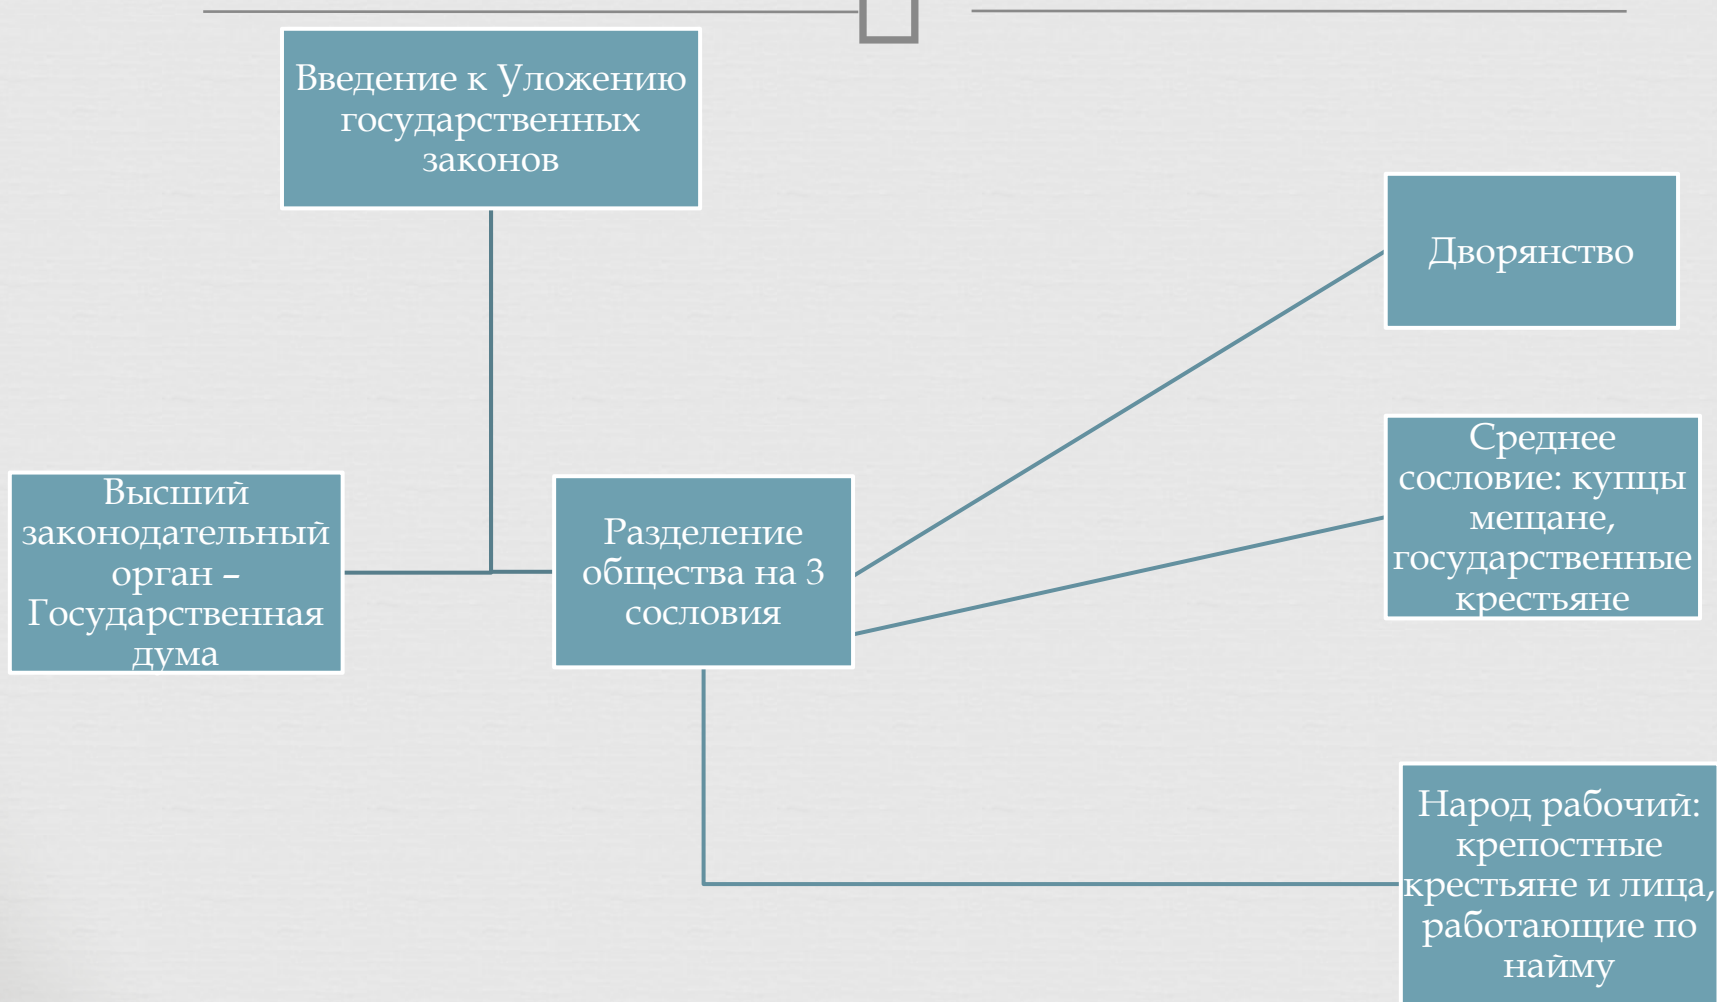 Введение к Уложению
государственных
законов
Дворянство
Среднее
сословие: купцы
мещане,
государственные
крестьяне
Высший
законодательный
орган –
Государственная
дума
Разделение
общества на 3
сословия
Народ рабочий:
крепостные
крестьяне и лица,
работающие по
найму